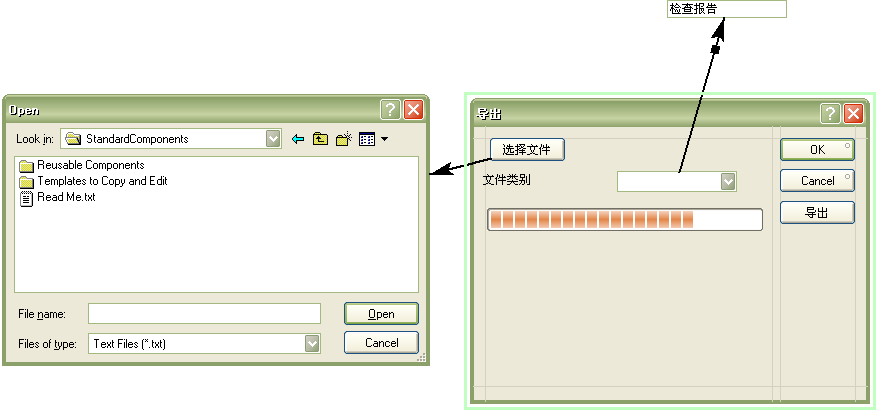 检查报告
Open
Look in:
StandardComponents
Reusable Components
Templates to Copy and Edit
Read Me.txt
File name:
Open
Files of type:
Text Files (*.txt)
Cancel
导出
选择文件
OK
文件类别
Cancel
导出